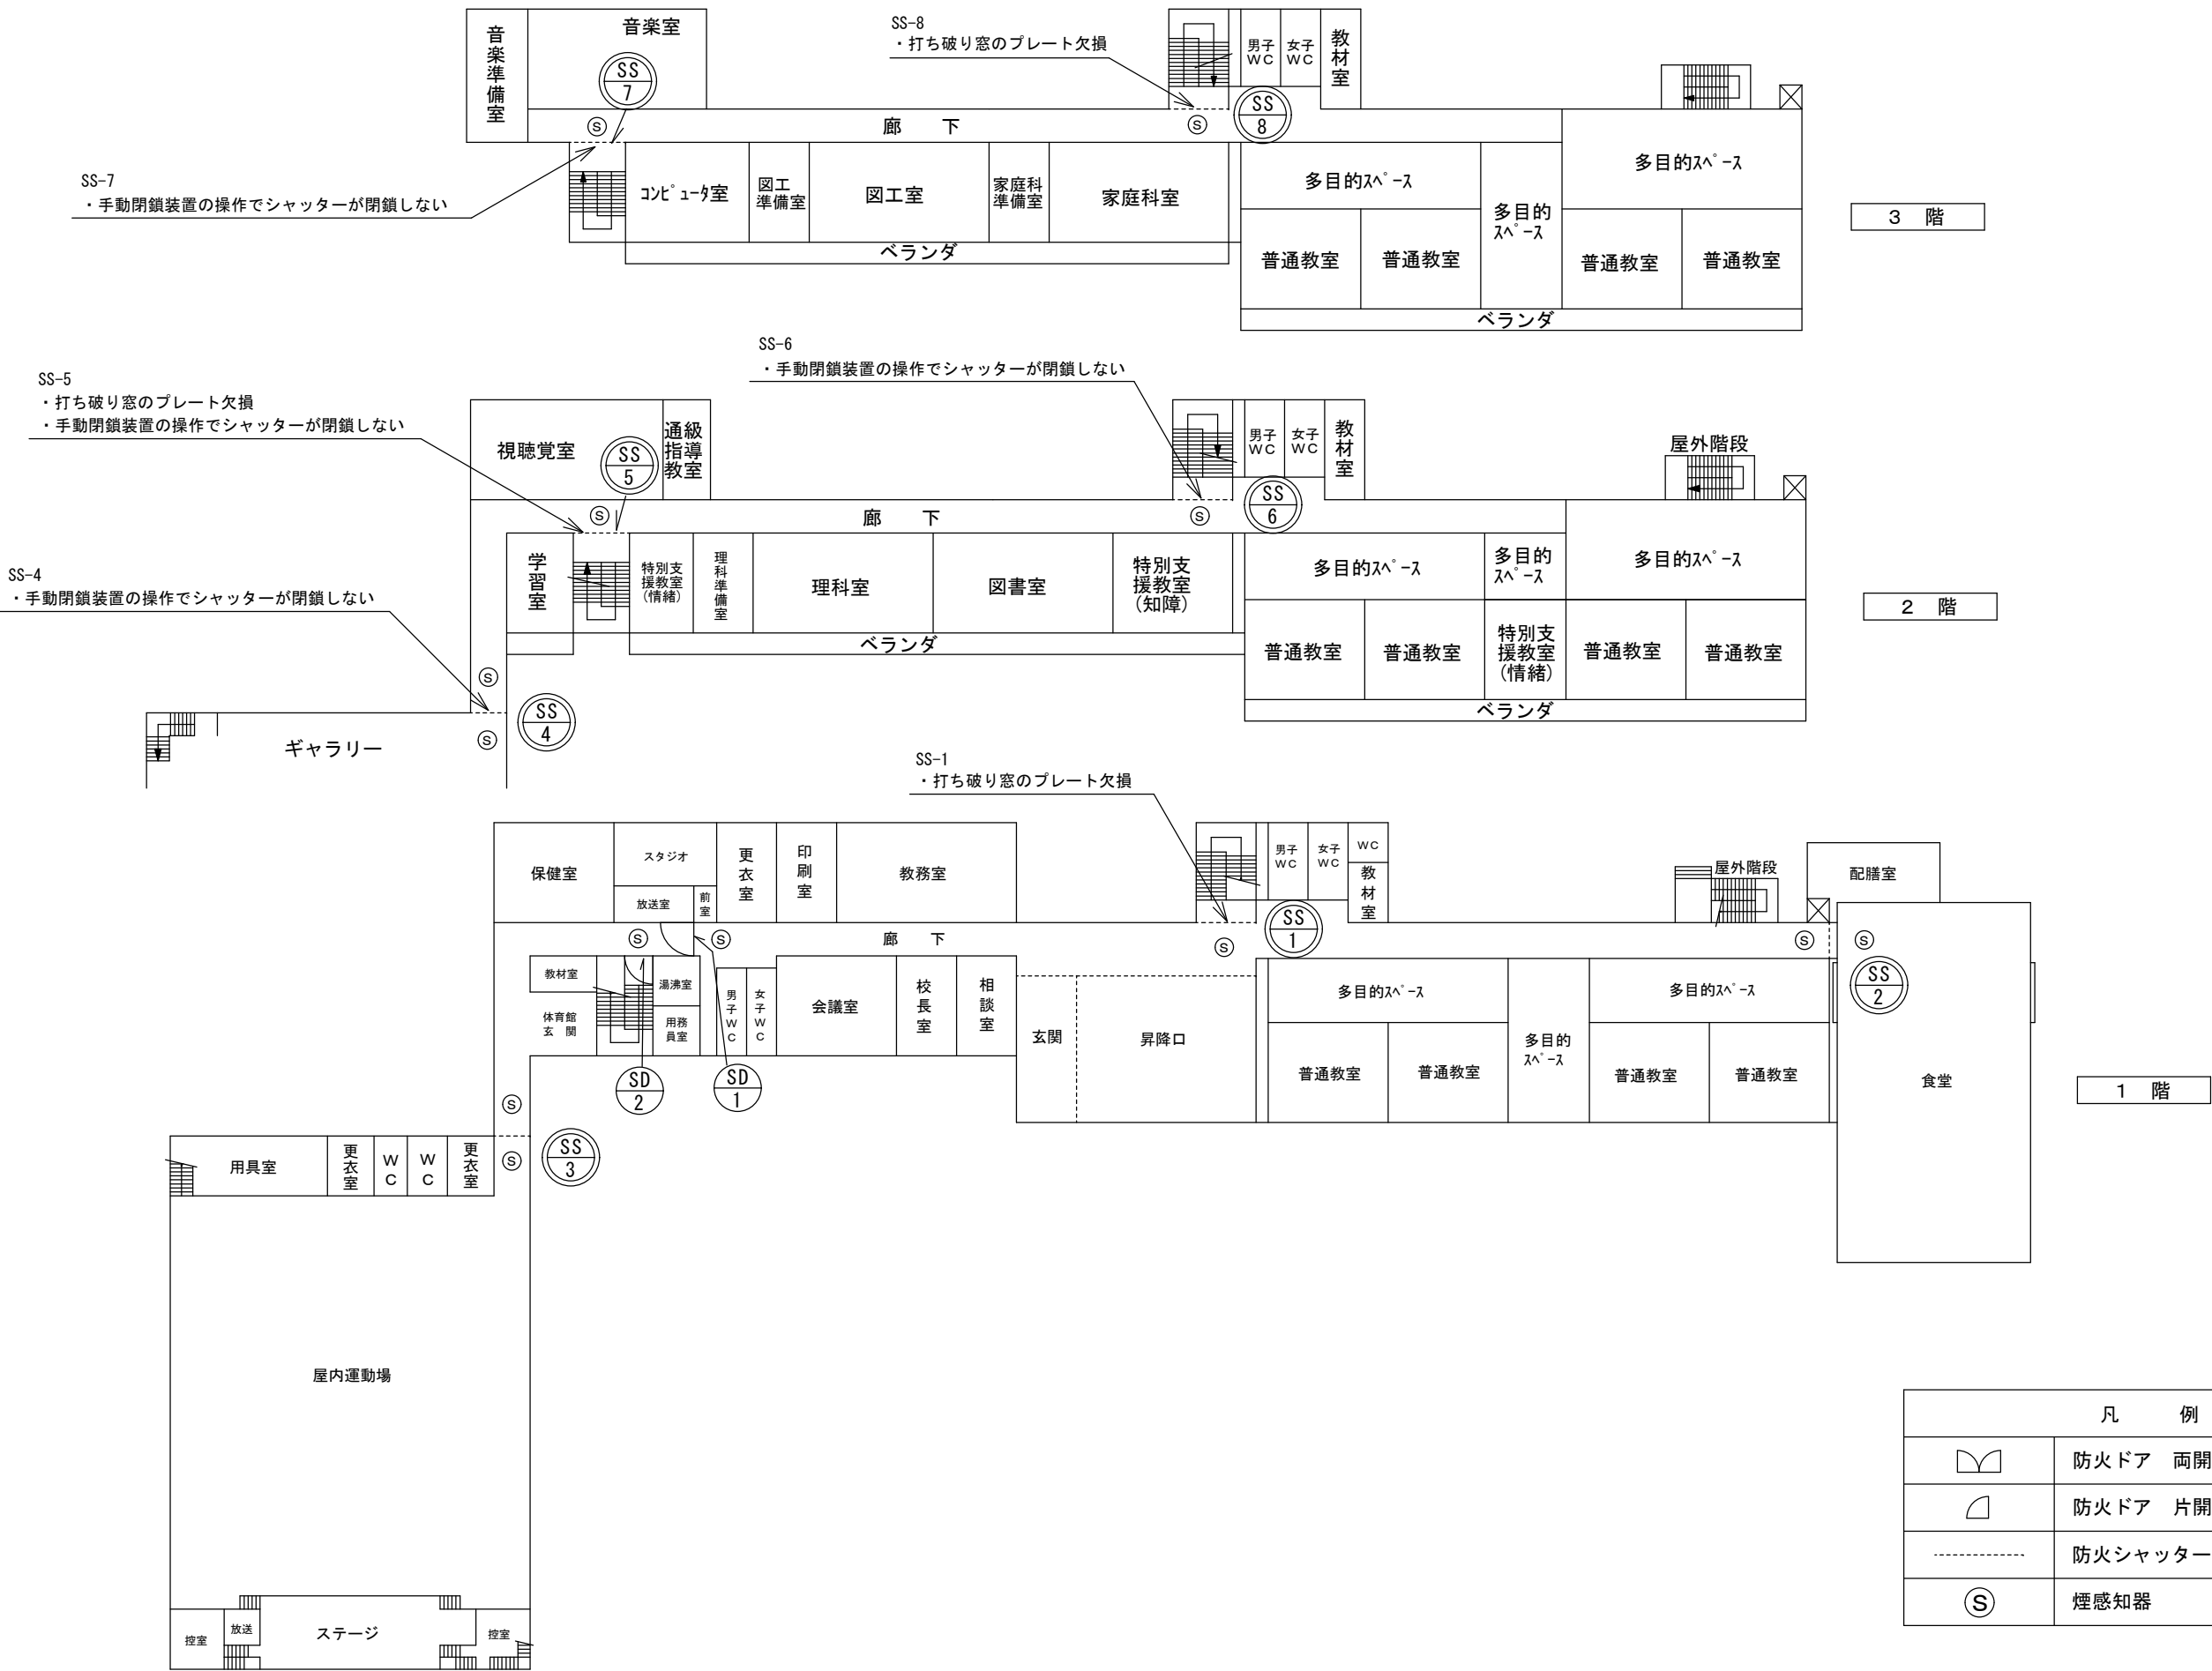 音楽準備室
音楽室
SS
7
SS-8
・打ち破り窓のプレート欠損
男子
WC
女子
WC
教材室
SS
8
S
S
廊　下
SS-7
・手動閉鎖装置の操作でシャッターが閉鎖しない
ｺﾝﾋﾟｭｰﾀ室
図工
準備室
図工室
家庭科
準備室
家庭科室
ベランダ
多目的ｽﾍﾟｰｽ
多目的
ｽﾍﾟｰｽ
多目的ｽﾍﾟｰｽ
普通教室
普通教室
普通教室
普通教室
ベランダ
3　階
SS-6
・手動閉鎖装置の操作でシャッターが閉鎖しない
SS-5
・打ち破り窓のプレート欠損
・手動閉鎖装置の操作でシャッターが閉鎖しない
視聴覚室
SS
5
通級
指導
教室
男子
WC
女子
WC
教材室
屋外階段
SS
6
S
S
廊　下
SS-4
・手動閉鎖装置の操作でシャッターが閉鎖しない
学習室
特別支
援教室
(情緒)
理科準備室
理科室
図書室
特別支
援教室
(知障)
ベランダ
多目的ｽﾍﾟｰｽ
多目的
ｽﾍﾟｰｽ
多目的ｽﾍﾟｰｽ
普通教室
普通教室
特別支
援教室
(情緒)
普通教室
普通教室
ベランダ
2　階
S
S
SS
4
ギャラリー
SS-1
・打ち破り窓のプレート欠損
保健室
スタジオ
放送室
前室
更衣室
印刷室
教務室
男子
WC
女子
WC
WC
教材室
屋外階段
配膳室
SS
1
S
S
廊　下
S
S
S
SS
2
教材室
体育館
玄　関
湯沸室
用務
員室
男子WC
女子WC
会議室
校長室
相談室
玄関
昇降口
多目的ｽﾍﾟｰｽ
多目的
ｽﾍﾟｰｽ
多目的ｽﾍﾟｰｽ
普通教室
普通教室
普通教室
普通教室
食堂
1　階
SD
2
SD
1
S
S
SS
3
用具室
更衣室
WC
WC
更衣室
屋内運動場
控室
放送
ステージ
控室
凡　例
防火ドア　両開
防火ドア　片開
防火シャッター
S
煙感知器